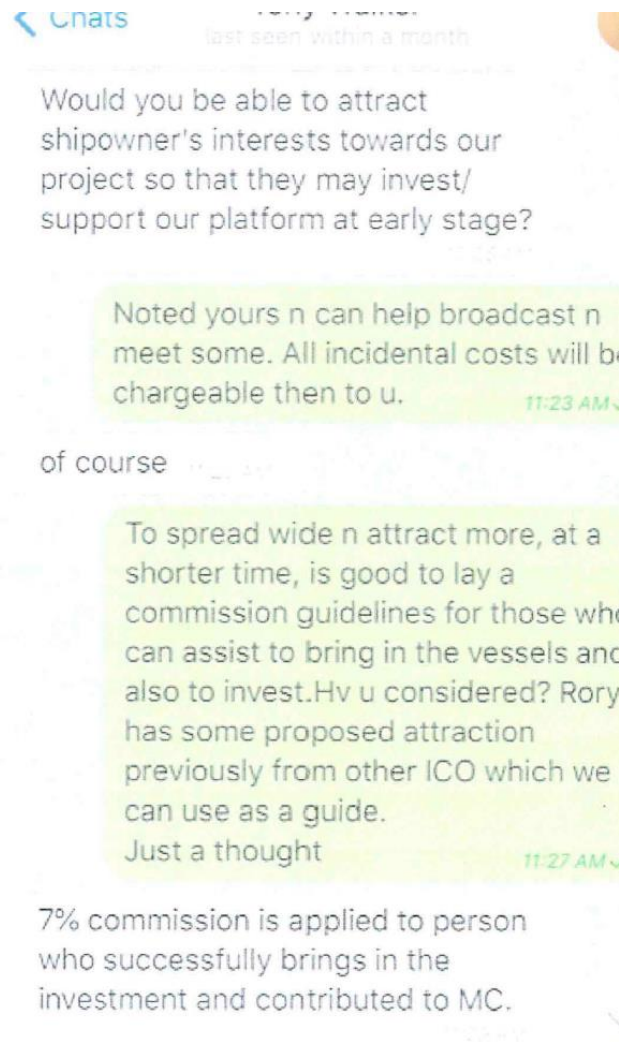 Chats
last seen within a month
Would you be able to attract
shipowner's interests towards our
project so that they may invest/
support our platform at early stage?
Noted yours n can help broadcast n
meet some. All incidental costs will b
chargeable then to u.
11:23 AM
of course
To spread wide n attract more, at a
shorter time, is good to lay a
commission guidelines for those wh
can assist to bring in the vessels an
also to invest.Hv u considered? Rory
has some proposed attraction
previously from other ICO which we
can use as a guide.
Just a thought
11:27 AM
7% commission is applied to person
who successfully brings in the
investment and contributed to MC.